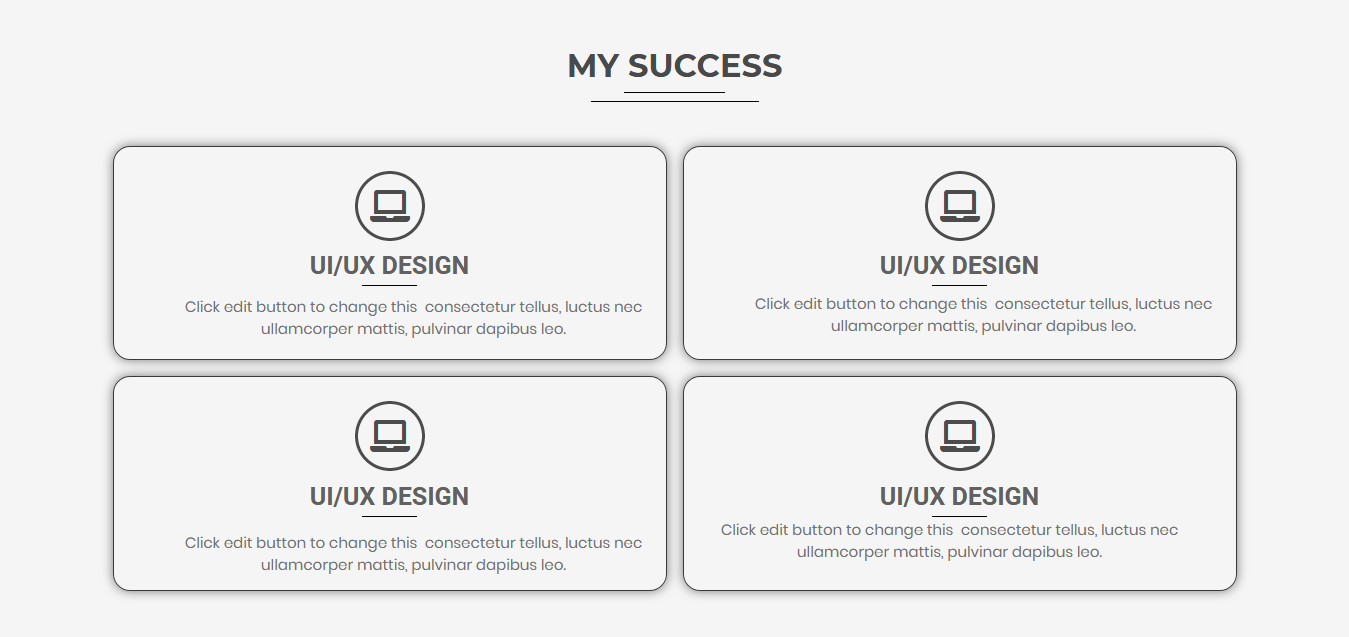 MY SUCCESS
UI/UX DESIGN
Click edit button to change this  consectetur tellus, luctus nec
ullamcorper mattis, pulvinar dapibus leo.
UI/UX DESIGN
Click edit button to change this  consectetur tellus, luctus nec
ullamcorper mattis, pulvinar dapibus leo.
UI/UX DESIGN
Click edit button to change this  consectetur tellus, luctus nec
ullamcorper mattis, pulvinar dapibus leo.
UI/UX DESIGN
Click edit button to change this  consectetur tellus, luctus nec
ullamcorper mattis, pulvinar dapibus leo.